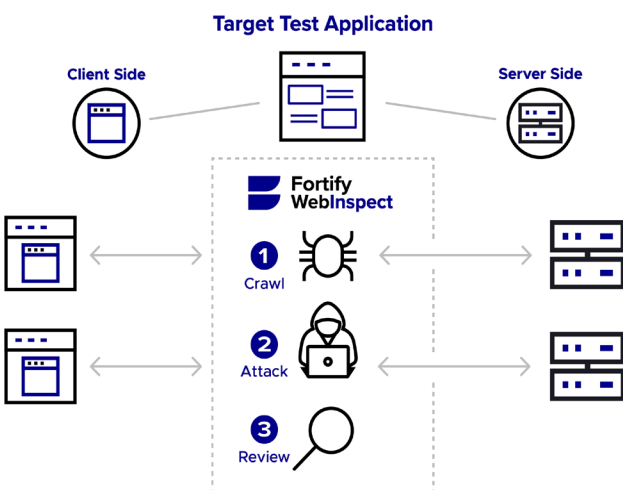 Target Test Application
Client Side
Server Side
Fortify
WebInspect
1
Crawl
2
Attack
3
Review